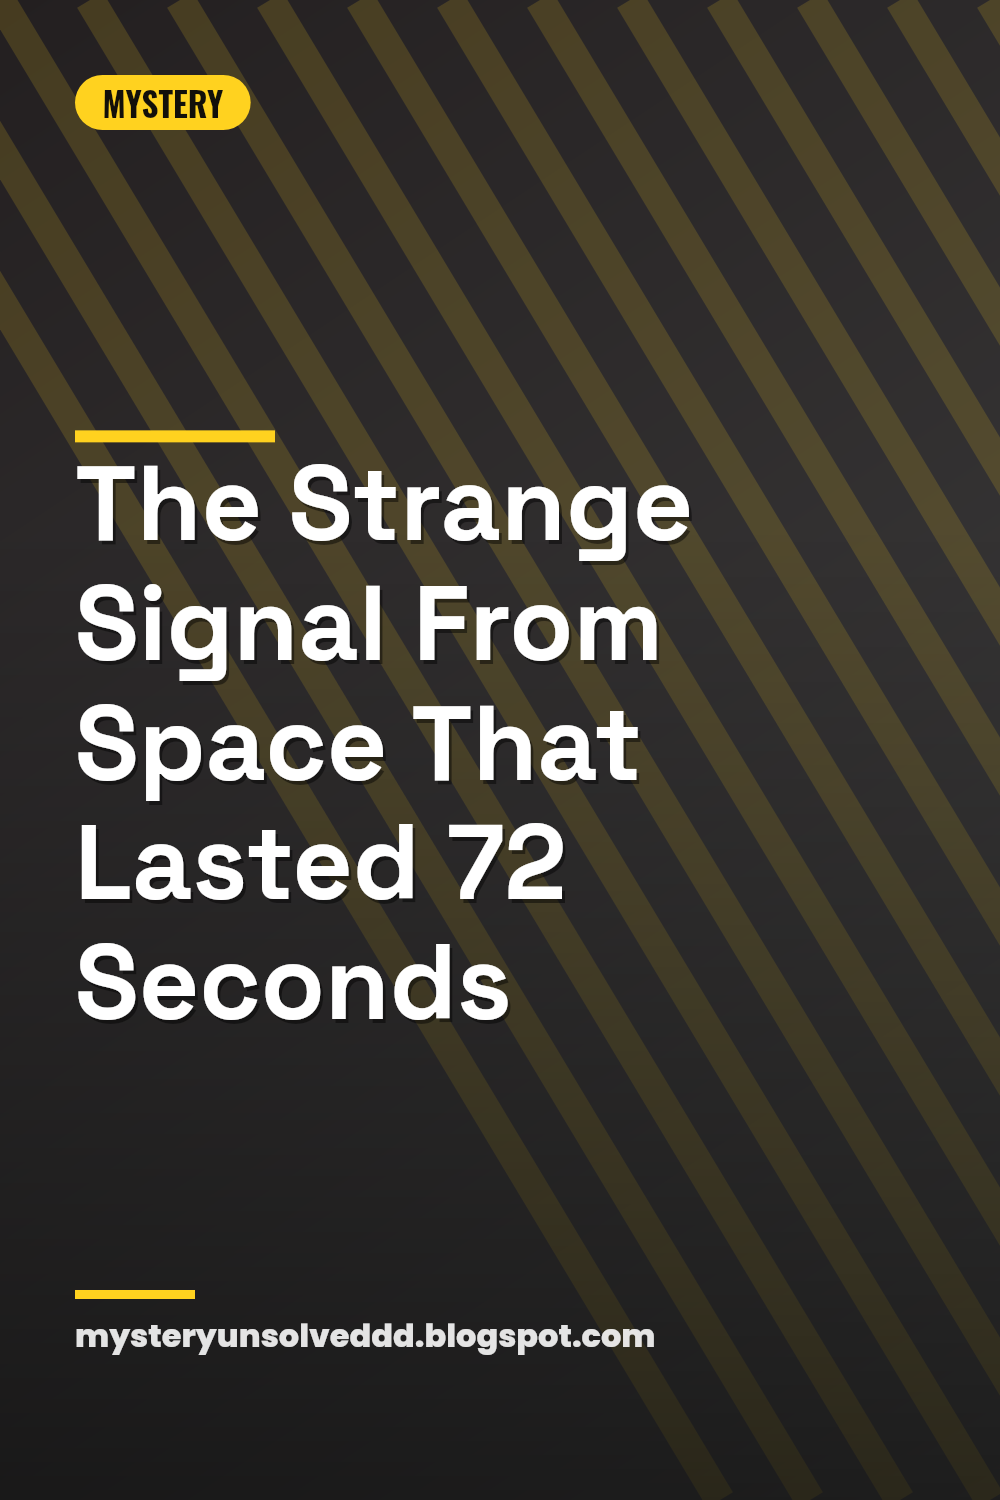 MYSTERY
The Strange
Signal From
Space That
Lasted 72
Seconds
mysteryunsolveddd.blogspot.com